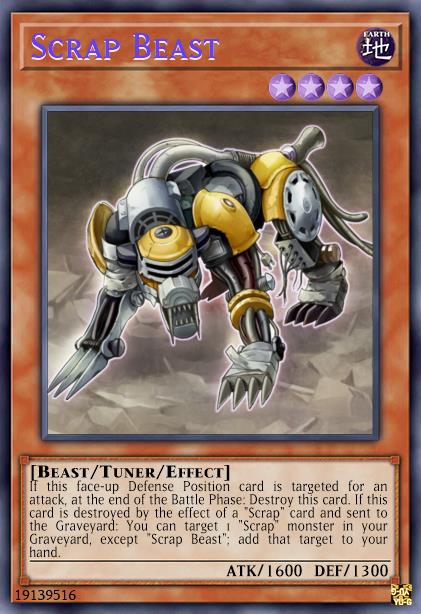 Scrap Beast
EARTH
地
[Beast/Tuner/Effect]
If this face-up Defense Position card is targeted for an
attack, at the end of the Battle Phase: Destroy this card. If this
card is destroyed by the effect of a "Scrap" card and sent to
the Graveyard: You can target 1 "Scrap" monster in your
Graveyard, except "Scrap Beast"; add that target to your
hand.
ATK/1600 DEF/1300
19139516